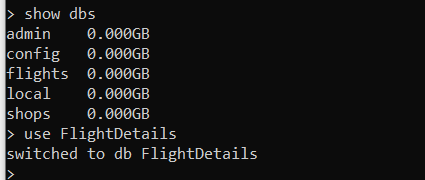 > show dbs
admin    0.000GB
config   0.000GB
flights  0.000GB
local    0.000GB
shops    0.000GB
> use FlightDetails
switched to db FlightDetails
>